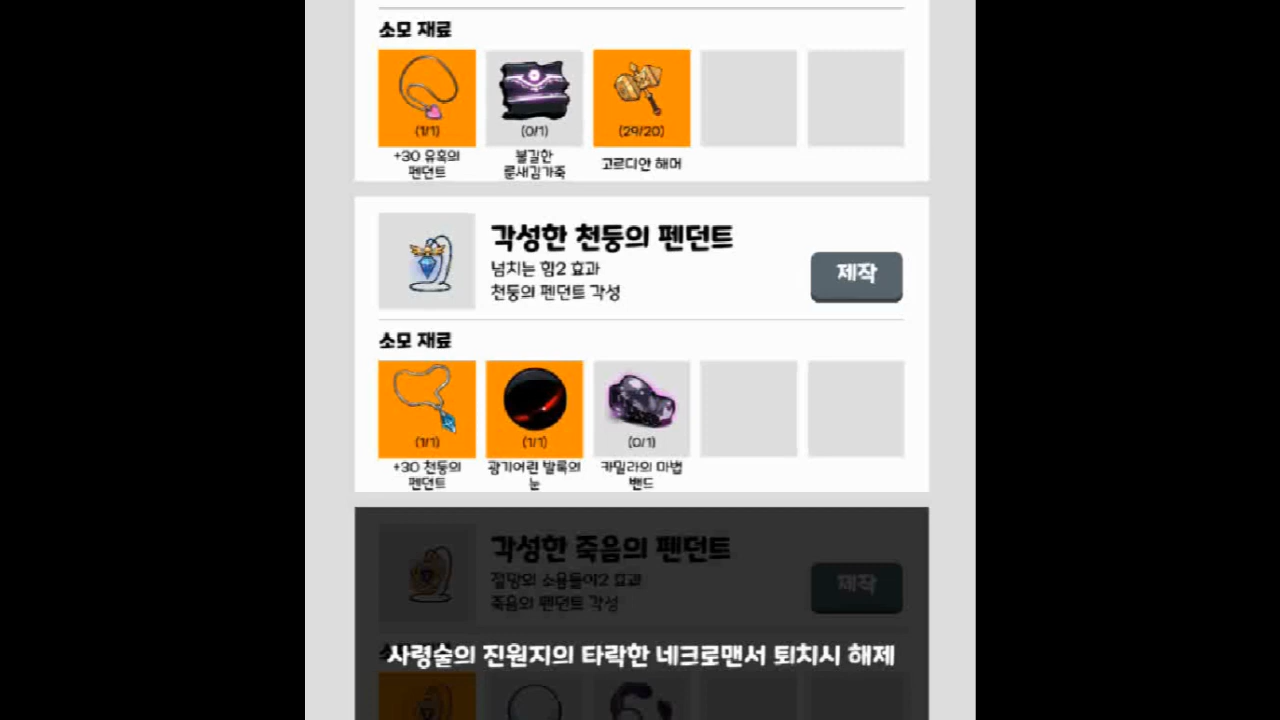 소모 재료
(1/1) (0/1) (29/20)
+30 유혹의 펜던트
불길한 룬새김가죽
고르디안 해머
각성한 천둥의 펜던트
넘치는 힘2 효과
천둥의 펜던트 각성
제작
소모 재료
(1/1) (1/1) (0/1)
+30 천둥의 펜던트
광기어린 발록의 눈
카밀라의 마법 밴드
각성한 죽음의 펜던트
절망의 소용돌이2 효과
죽음의 펜던트 각성
제작
사령술의 진원지의 타락한 네크로맨서 퇴치시 해제